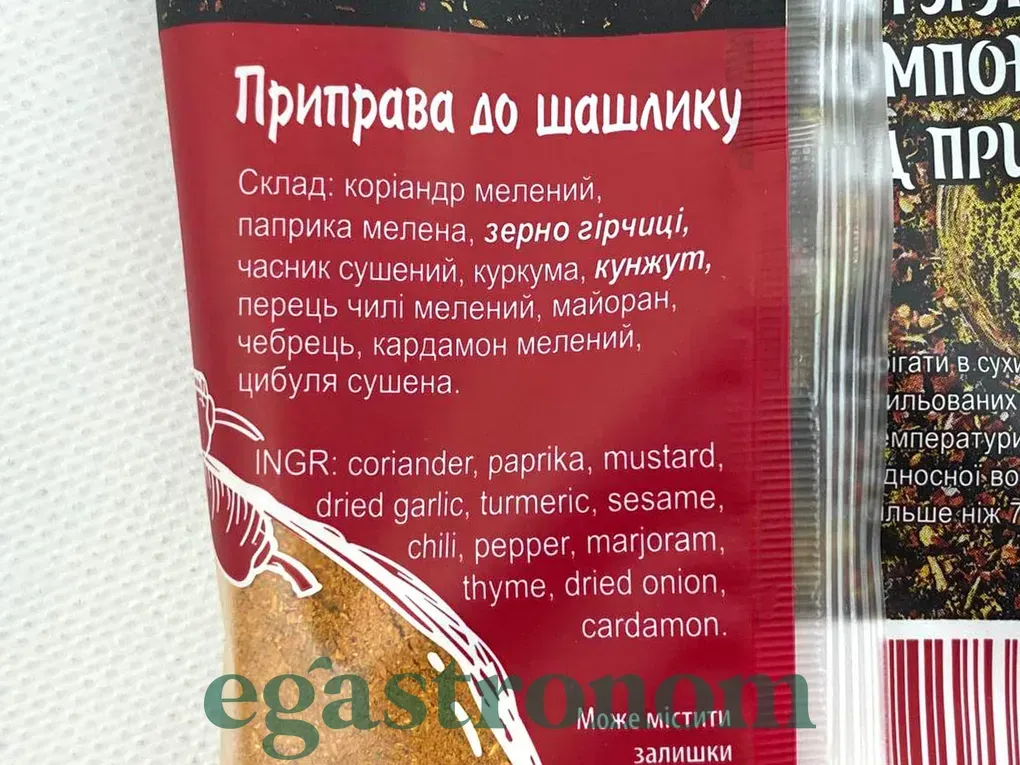 Приправа до шашлику
Склад: коріандр мелений,
паприка мелена, зерно гірчиці,
часник сушений, куркума, кунжут,
перець чилі мелений, майоран,
чебрець, кардамон мелений,
цибуля сушена.
INGR: coriander, paprika, mustard,
dried garlic, turmeric, sesame,
chili, pepper, marjoram,
thyme, dried onion,
cardamon.
Може містити
залишки
egastronom